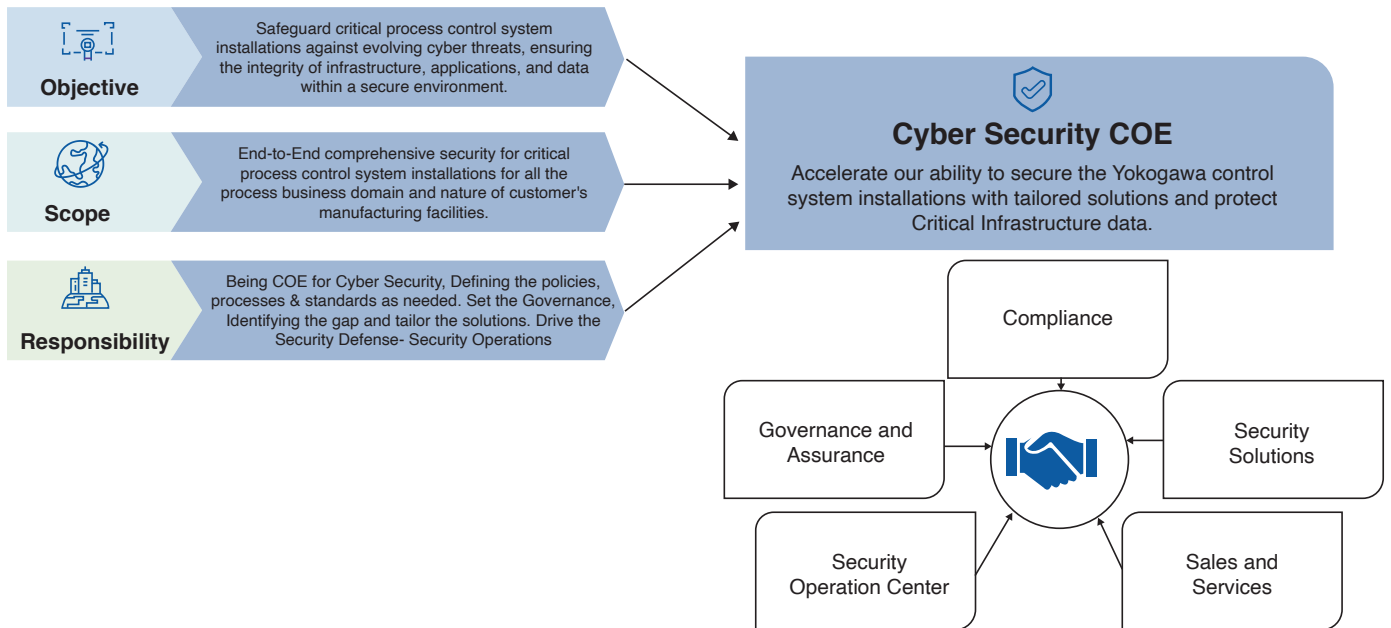 Objective
Safeguard critical process control system
installations against evolving cyber threats, ensuring
the integrity of infrastructure, applications, and data
within a secure environment.
Scope
End-to-End comprehensive security for critical
process control system installations for all the
process business domain and nature of customer's
manufacturing facilities.
Responsibility
Being COE for Cyber Security, Defining the policies,
processes & standards as needed. Set the Governance,
Identifying the gap and tailor the solutions. Drive the
Security Defense- Security Operations
Cyber Security COE
Accelerate our ability to secure the Yokogawa control
system installations with tailored solutions and protect
Critical Infrastructure data.
Compliance
Governance and
Assurance
Security
Solutions
Security
Operation Center
Sales and
Services